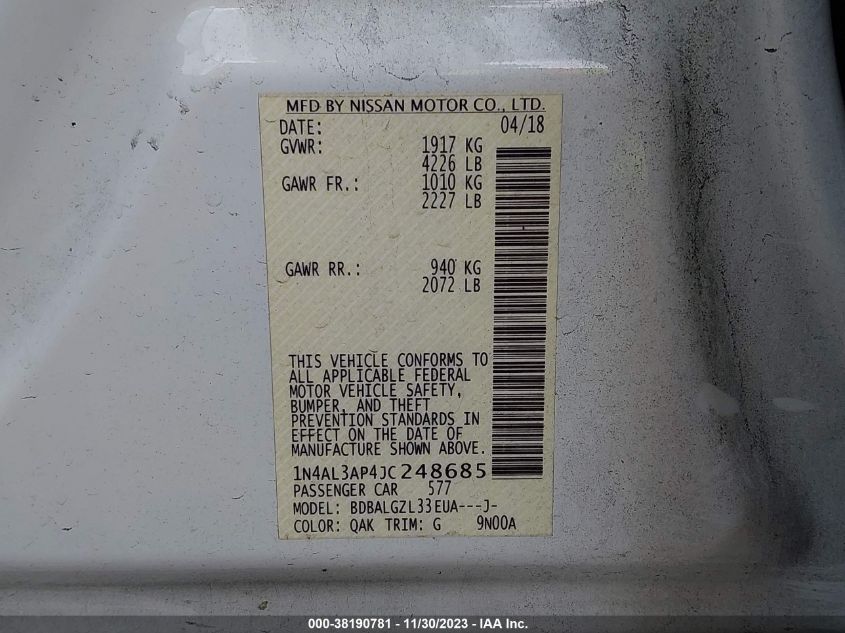 MFD BY NISSAN MOTOR CO., LTD.
DATE: 04/18
GVWR: 1917 KG
4226 LB
GAWR FR.: 1010 KG
2227 LB
GAWR RR.: 940 KG
2072 LB
THIS VEHICLE CONFORMS TO
ALL APPLICABLE FEDERAL
MOTOR VEHICLE SAFETY,
BUMPER, AND THEFT
PREVENTION STANDARDS IN
EFFECT ON THE DATE OF
MANUFACTURE SHOWN ABOVE.
1N4AL3AP4JC248685
PASSENGER CAR 577
MODEL: BDBALGZL33EUA---J-
COLOR: QAK TRIM: G 9N00A
000-38190781 - 11/30/2023 - IAA Inc.